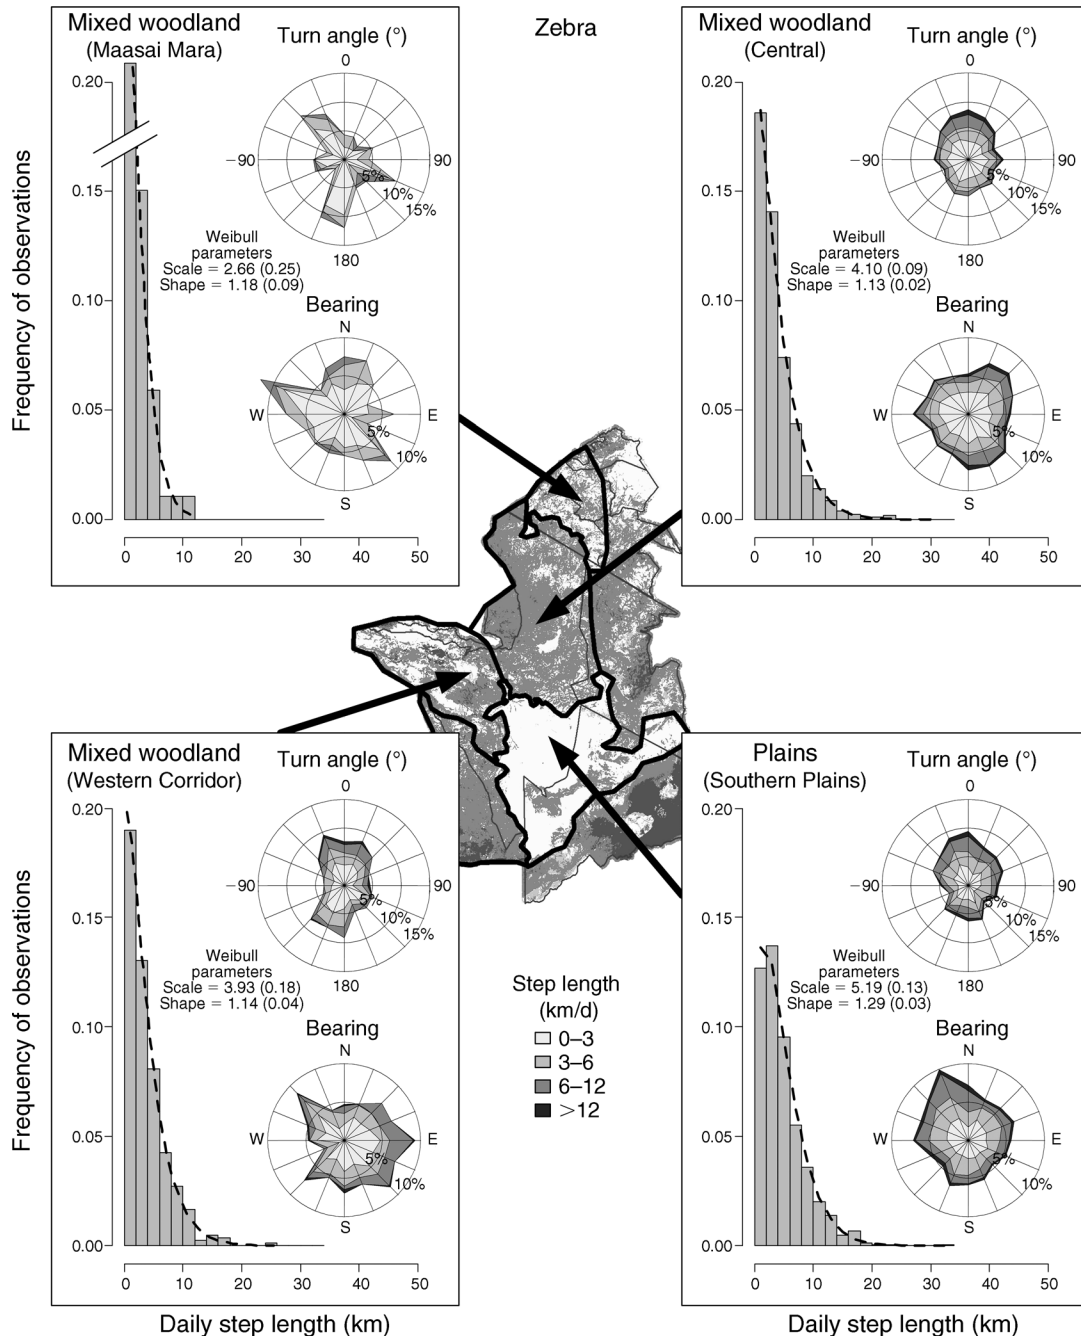 Zebra
Mixed woodland
(Maasai Mara)
Turn angle (°)
0
−90
90
5%
10%
15%
180
Weibull
parameters
Scale = 2.66 (0.25)
Shape = 1.18 (0.09)
Bearing
N
W
E
5%
10%
S
Frequency of observations
0.20
0.15
0.10
0.05
0.00
0
10
20
30
40
50
Mixed woodland
(Central)
Turn angle (°)
0
−90
90
5%
10%
15%
180
Weibull
parameters
Scale = 4.10 (0.09)
Shape = 1.13 (0.02)
Bearing
N
W
E
5%
10%
S
0.20
0.15
0.10
0.05
0.00
0
10
20
30
40
50
Mixed woodland
(Western Corridor)
Turn angle (°)
0
−90
90
5%
10%
15%
180
Weibull
parameters
Scale = 3.93 (0.18)
Shape = 1.14 (0.04)
Bearing
N
W
E
5%
10%
S
Frequency of observations
0.20
0.15
0.10
0.05
0.00
0
10
20
30
40
50
Daily step length (km)
Step length
(km/d)
0–3
3–6
6–12
>12
Plains
(Southern Plains)
Turn angle (°)
0
−90
90
5%
10%
15%
180
Weibull
parameters
Scale = 5.19 (0.13)
Shape = 1.29 (0.03)
Bearing
N
W
E
5%
10%
S
0.20
0.15
0.10
0.05
0.00
0
10
20
30
40
50
Daily step length (km)